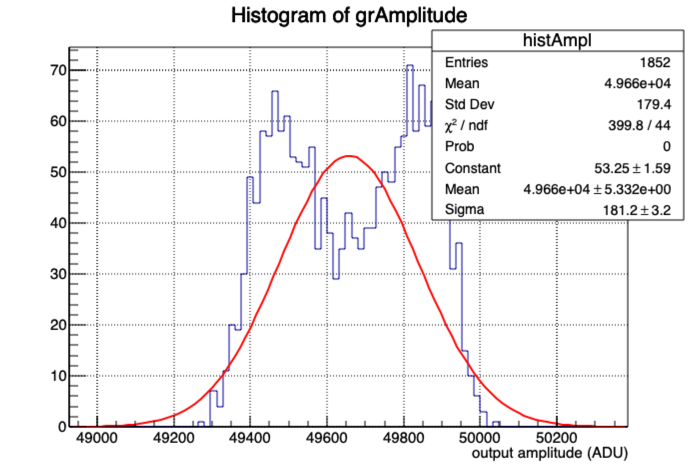 Histogram of grAmplitude
histAmpl
Entries 1852
Mean 4.966e+04
Std Dev 179.4
χ² / ndf 399.8 / 44
Prob 0
Constant 53.25 ± 1.59
Mean 4.966e+04 ± 5.332e+00
Sigma 181.2 ± 3.2
70
60
50
40
30
20
10
0
49000 49200 49400 49600 49800 50000 50200
output amplitude (ADU)